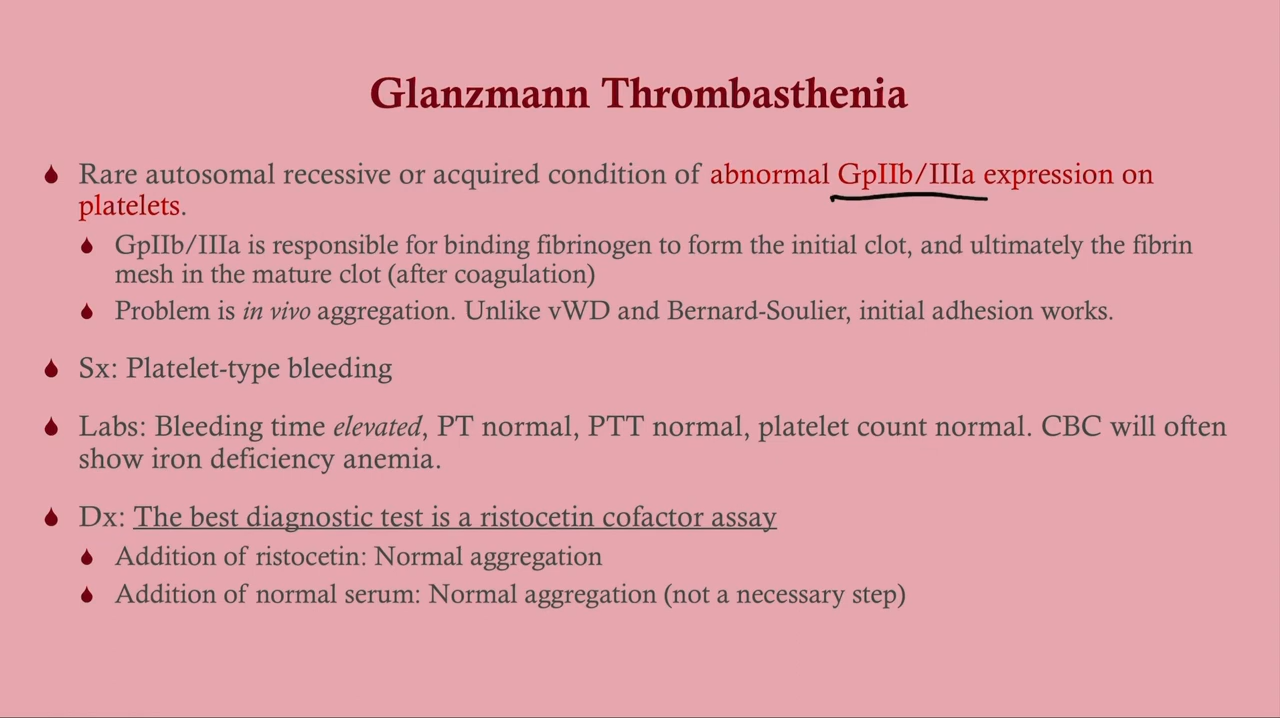 Glanzmann Thrombasthenia
Rare autosomal recessive or acquired condition of abnormal GpIIb/IIIa expression on
platelets.
GpIIb/IIIa is responsible for binding fibrinogen to form the initial clot, and ultimately the fibrin
mesh in the mature clot (after coagulation)
Problem is in vivo aggregation. Unlike vWD and Bernard-Soulier, initial adhesion works.
Sx: Platelet-type bleeding
Labs: Bleeding time elevated, PT normal, PTT normal, platelet count normal. CBC will often
show iron deficiency anemia.
Dx: The best diagnostic test is a ristocetin cofactor assay
Addition of ristocetin: Normal aggregation
Addition of normal serum: Normal aggregation (not a necessary step)